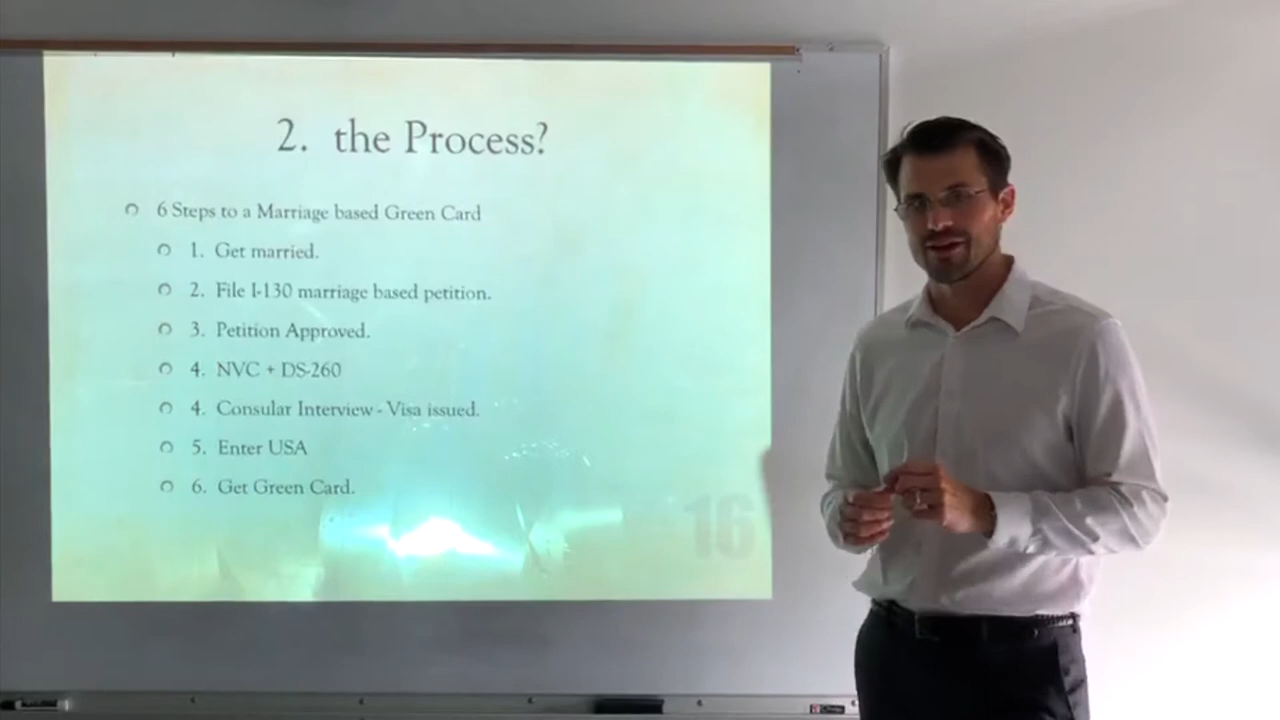 2. the Process?
6 Steps to a Marriage based Green Card
1. Get married.
2. File I-130 marriage based petition.
3. Petition Approved.
4. NVC + DS-260
4. Consular Interview - Visa issued.
5. Enter USA
6. Get Green Card.
16